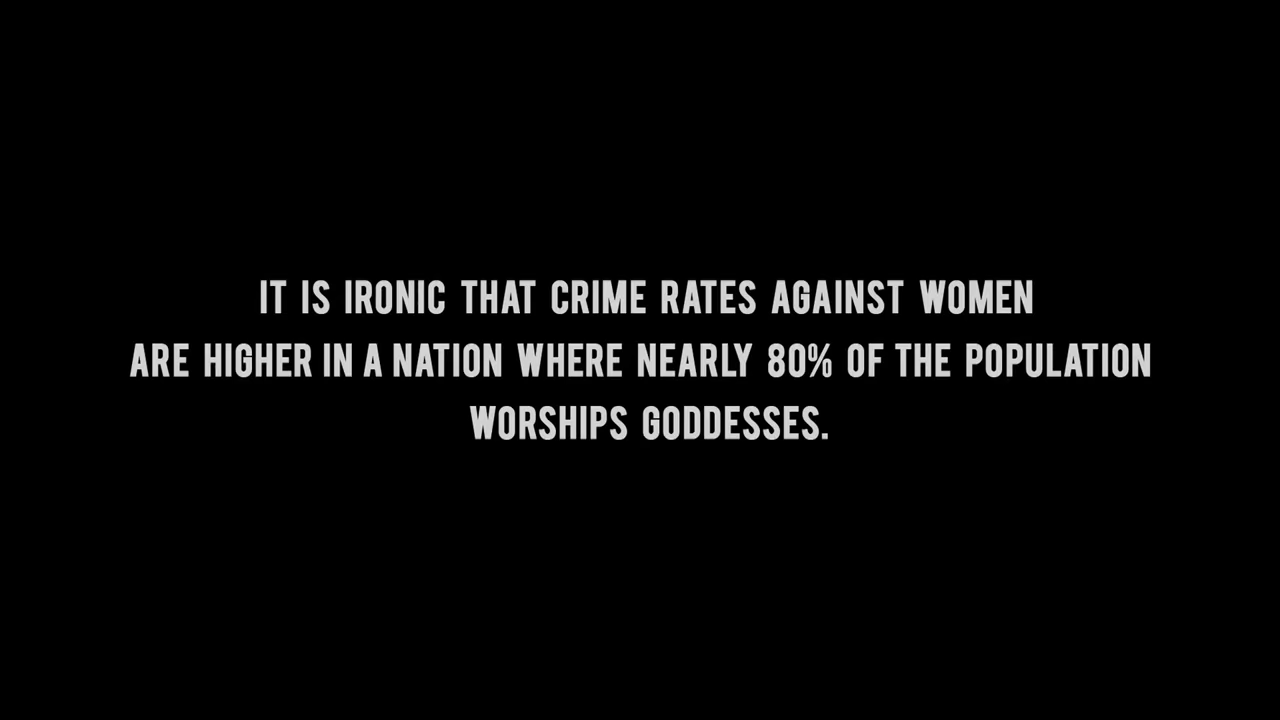 IT IS IRONIC THAT CRIME RATES AGAINST WOMEN
ARE HIGHER IN A NATION WHERE NEARLY 80% OF THE POPULATION
WORSHIPS GODDESSES.